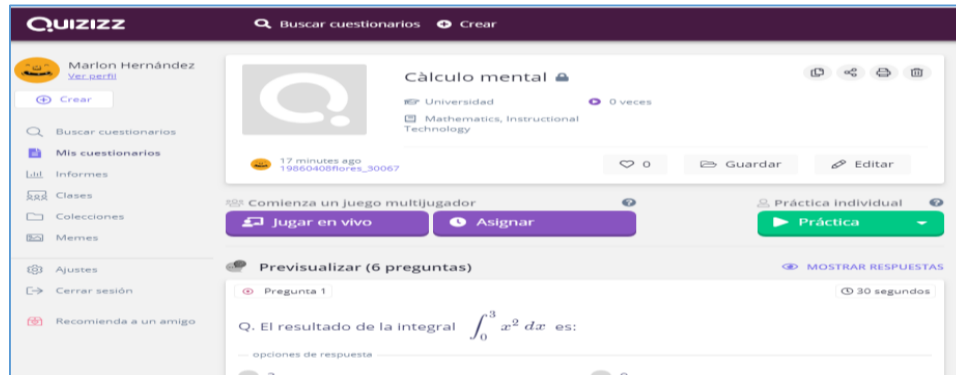 QUIZIZZ
Buscar cuestionarios
Crear
Marlon Hernández
Ver perfil
Crear
Buscar cuestionarios
Mis cuestionarios
Informes
Clases
Colecciones
Memes
Ajustes
Cerrar sesión
Recomienda a un amigo
Càlculo mental
Universidad
0 veces
Mathematics, Instructional
Technology
17 minutes ago
19860408flores_30067
0
Guardar
Editar
Comienza un juego multijugador
Práctica individual
Jugar en vivo
Asignar
Práctica
Previsualizar (6 preguntas)
MOSTRAR RESPUESTAS
Pregunta 1
30 segundos
Q. El resultado de la integral ∫₀³ x² dx es:
opciones de respuesta